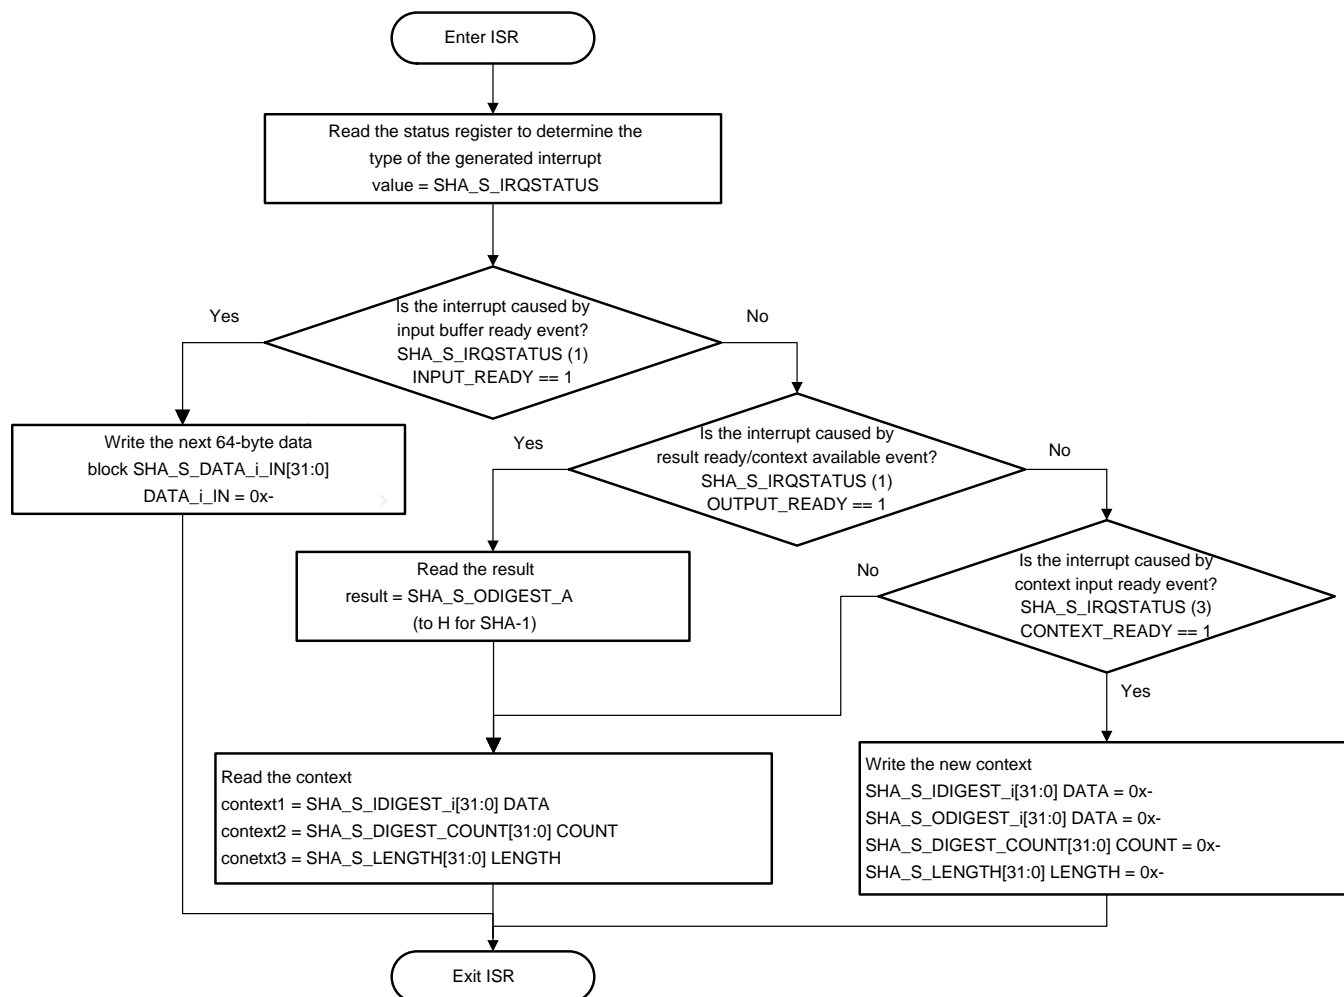 Enter ISR
Read the status register to determine the
type of the generated interrupt
value = SHA_S_IRQSTATUS
Is the interrupt caused by
input buffer ready event?
SHA_S_IRQSTATUS (1)
INPUT_READY == 1
Yes
No
Write the next 64-byte data
block SHA_S_DATA_i_IN[31:0]
DATA_i_IN = 0x-
Is the interrupt caused by
result ready/context available event?
SHA_S_IRQSTATUS (1)
OUTPUT_READY == 1
Yes
No
Read the result
result = SHA_S_ODIGEST_A
(to H for SHA-1)
Is the interrupt caused by
context input ready event?
SHA_S_IRQSTATUS (3)
CONTEXT_READY == 1
No
Yes
Read the context
context1 = SHA_S_IDIGEST_i[31:0] DATA
context2 = SHA_S_DIGEST_COUNT[31:0] COUNT
conetxt3 = SHA_S_LENGTH[31:0] LENGTH
Write the new context
SHA_S_IDIGEST_i[31:0] DATA = 0x-
SHA_S_ODIGEST_i[31:0] DATA = 0x-
SHA_S_DIGEST_COUNT[31:0] COUNT = 0x-
SHA_S_LENGTH[31:0] LENGTH = 0x-
Exit ISR